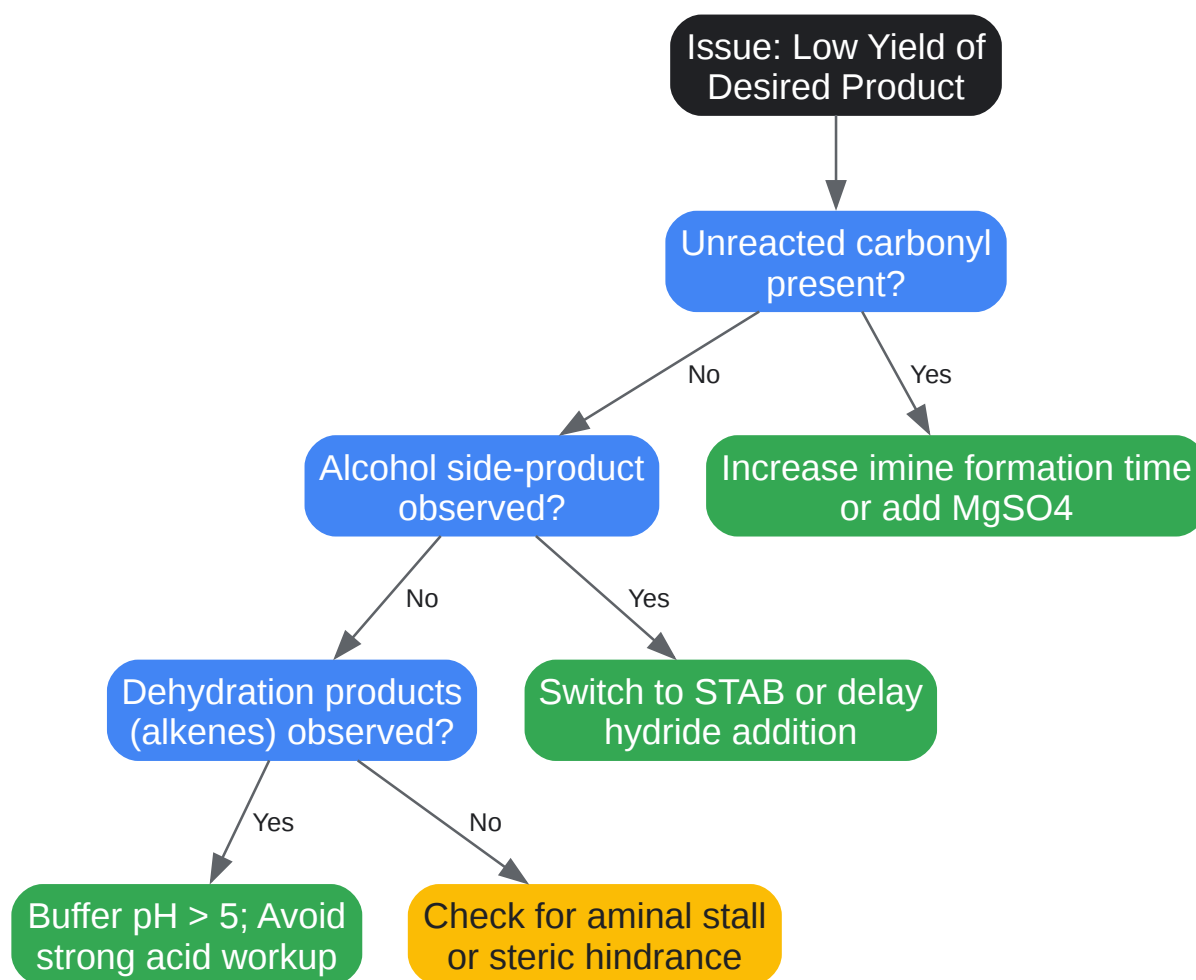 Issue: Low Yield of
Desired Product
Unreacted carbonyl
present?
No
Yes
Alcohol side-product
observed?
Increase imine formation time
or add MgSO4
No
Yes
Dehydration products
(alkenes) observed?
Switch to STAB or delay
hydride addition
Yes
No
Buffer pH > 5; Avoid
strong acid workup
Check for aminal stall
or steric hindrance